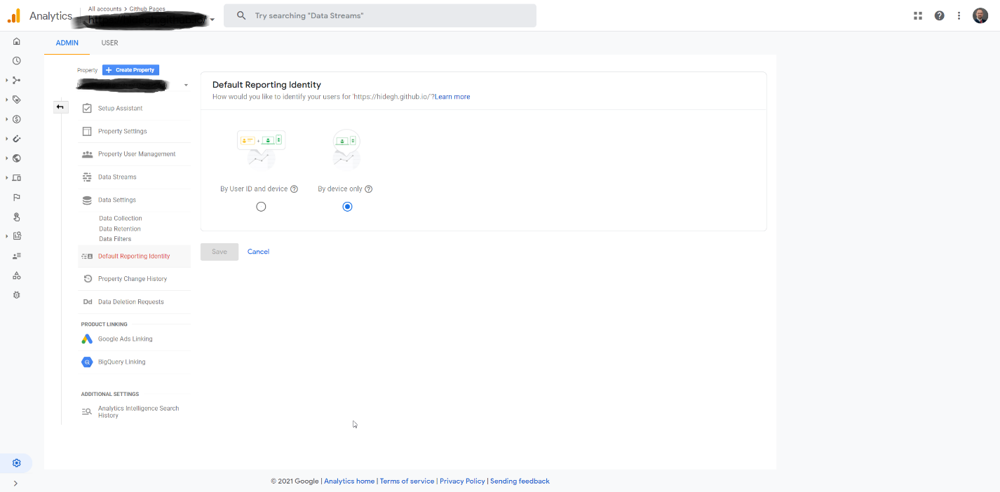 Analytics
All accounts > Github Pages
Try searching "Data Streams"
ADMIN
USER
Property
+ Create Property
Setup Assistant
Property Settings
Property User Management
Data Streams
Data Settings
Data Collection
Data Retention
Data Filters
Default Reporting Identity
Property Change History
Dd Data Deletion Requests
PRODUCT LINKING
Google Ads Linking
BigQuery Linking
ADDITIONAL SETTINGS
Analytics Intelligence Search
History
Default Reporting Identity
How would you like to identify your users for 'https://hidegh.github.io/'?Learn more
By User ID and device
By device only
Save
Cancel
© 2021 Google | Analytics home | Terms of service | Privacy Policy | Sending feedback